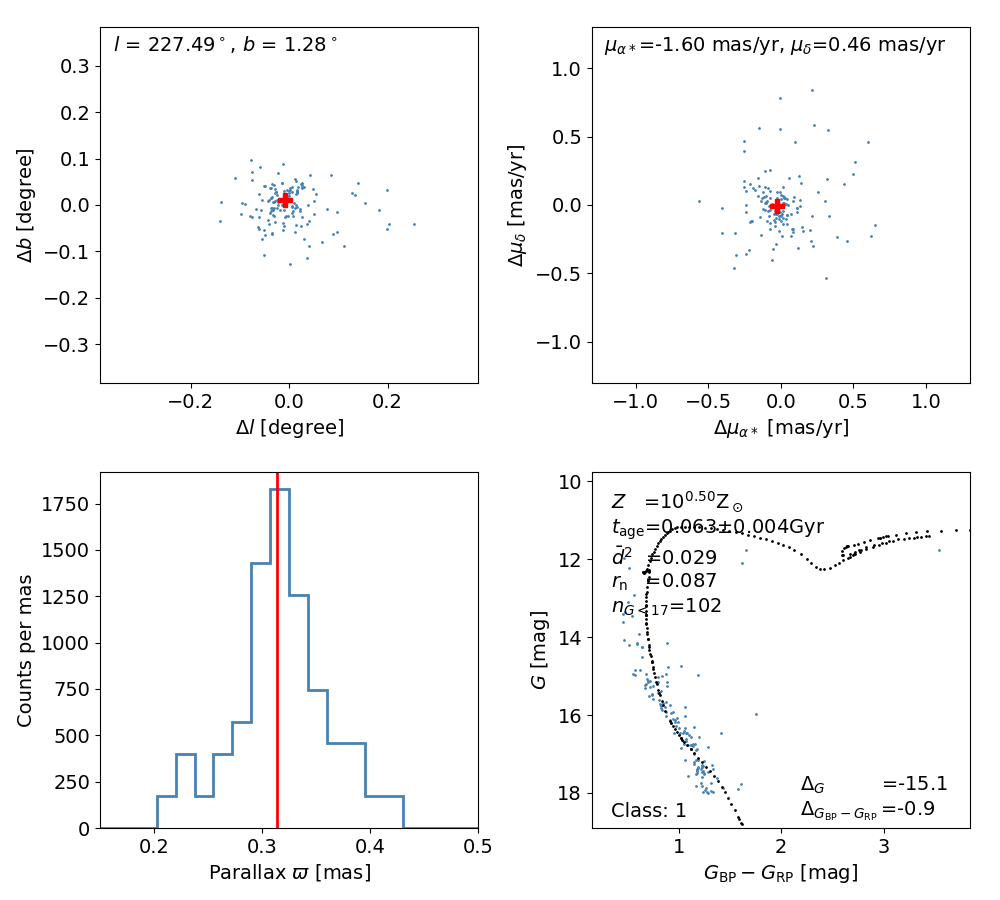 l = 227.49°, b = 1.28°
0.3
0.2
0.1
0.0
−0.1
−0.2
−0.3
−0.2
0.0
0.2
Δb [degree]
Δl [degree]
μα*=-1.60 mas/yr, μδ=0.46 mas/yr
1.0
0.5
0.0
−0.5
−1.0
−1.0
−0.5
0.0
0.5
1.0
Δμδ [mas/yr]
Δμα* [mas/yr]
1750
1500
1250
1000
750
500
250
0
0.2
0.3
0.4
0.5
Counts per mas
Parallax ϖ [mas]
10
12
14
16
18
1
2
3
G [mag]
GBP − GRP [mag]
Z =10^0.50 Z⊙
tage=0.063±0.004Gyr
d̄² =0.029
rn =0.087
nG<17=102
ΔG =-15.1
ΔGBP−GRP =-0.9
Class: 1